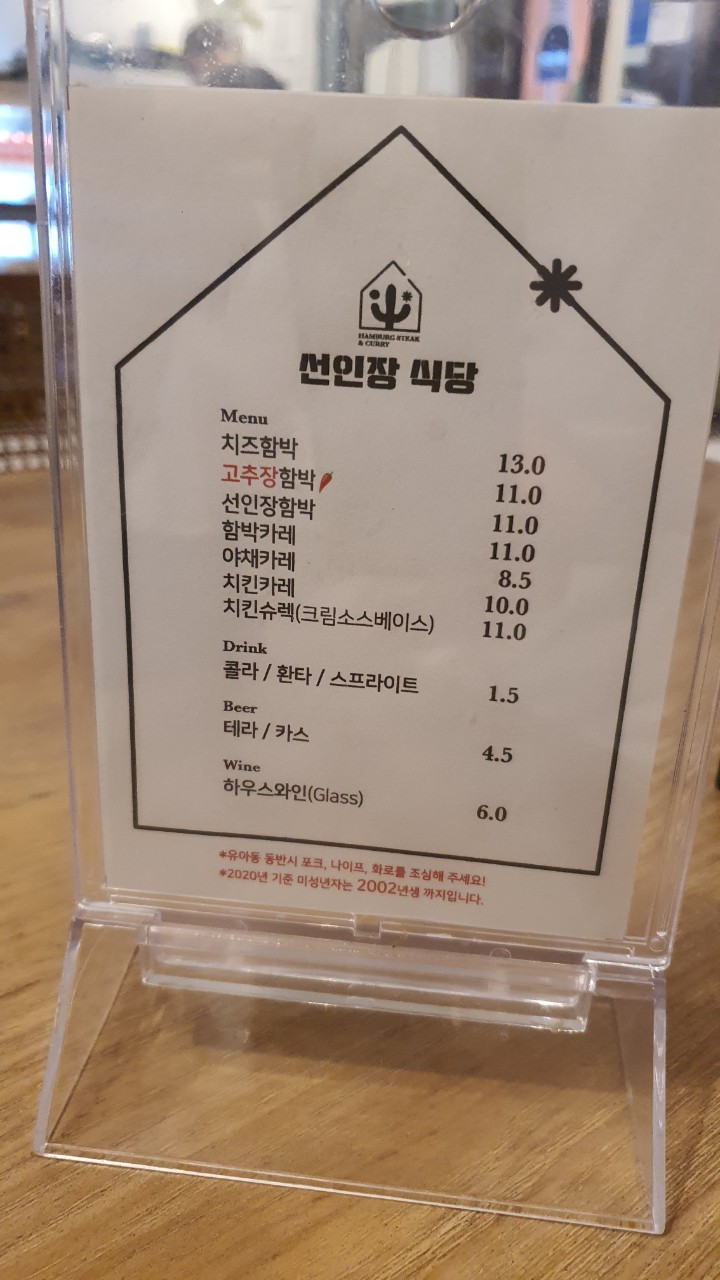 HAMBURG STEAK
& CURRY
선인장 식당
Menu
치즈함박 13.0
고추장함박 11.0
선인장함박 11.0
함박카레 11.0
야채카레 8.5
치킨카레 10.0
치킨슈렉(크림소스베이스) 11.0
Drink
콜라 / 환타 / 스프라이트 1.5
Beer
테라 / 카스 4.5
Wine
하우스와인(Glass) 6.0
*유아동 동반시 포크, 나이프, 화로를 조심해 주세요!
*2020년 기준 미성년자는 2002년생 까지입니다.